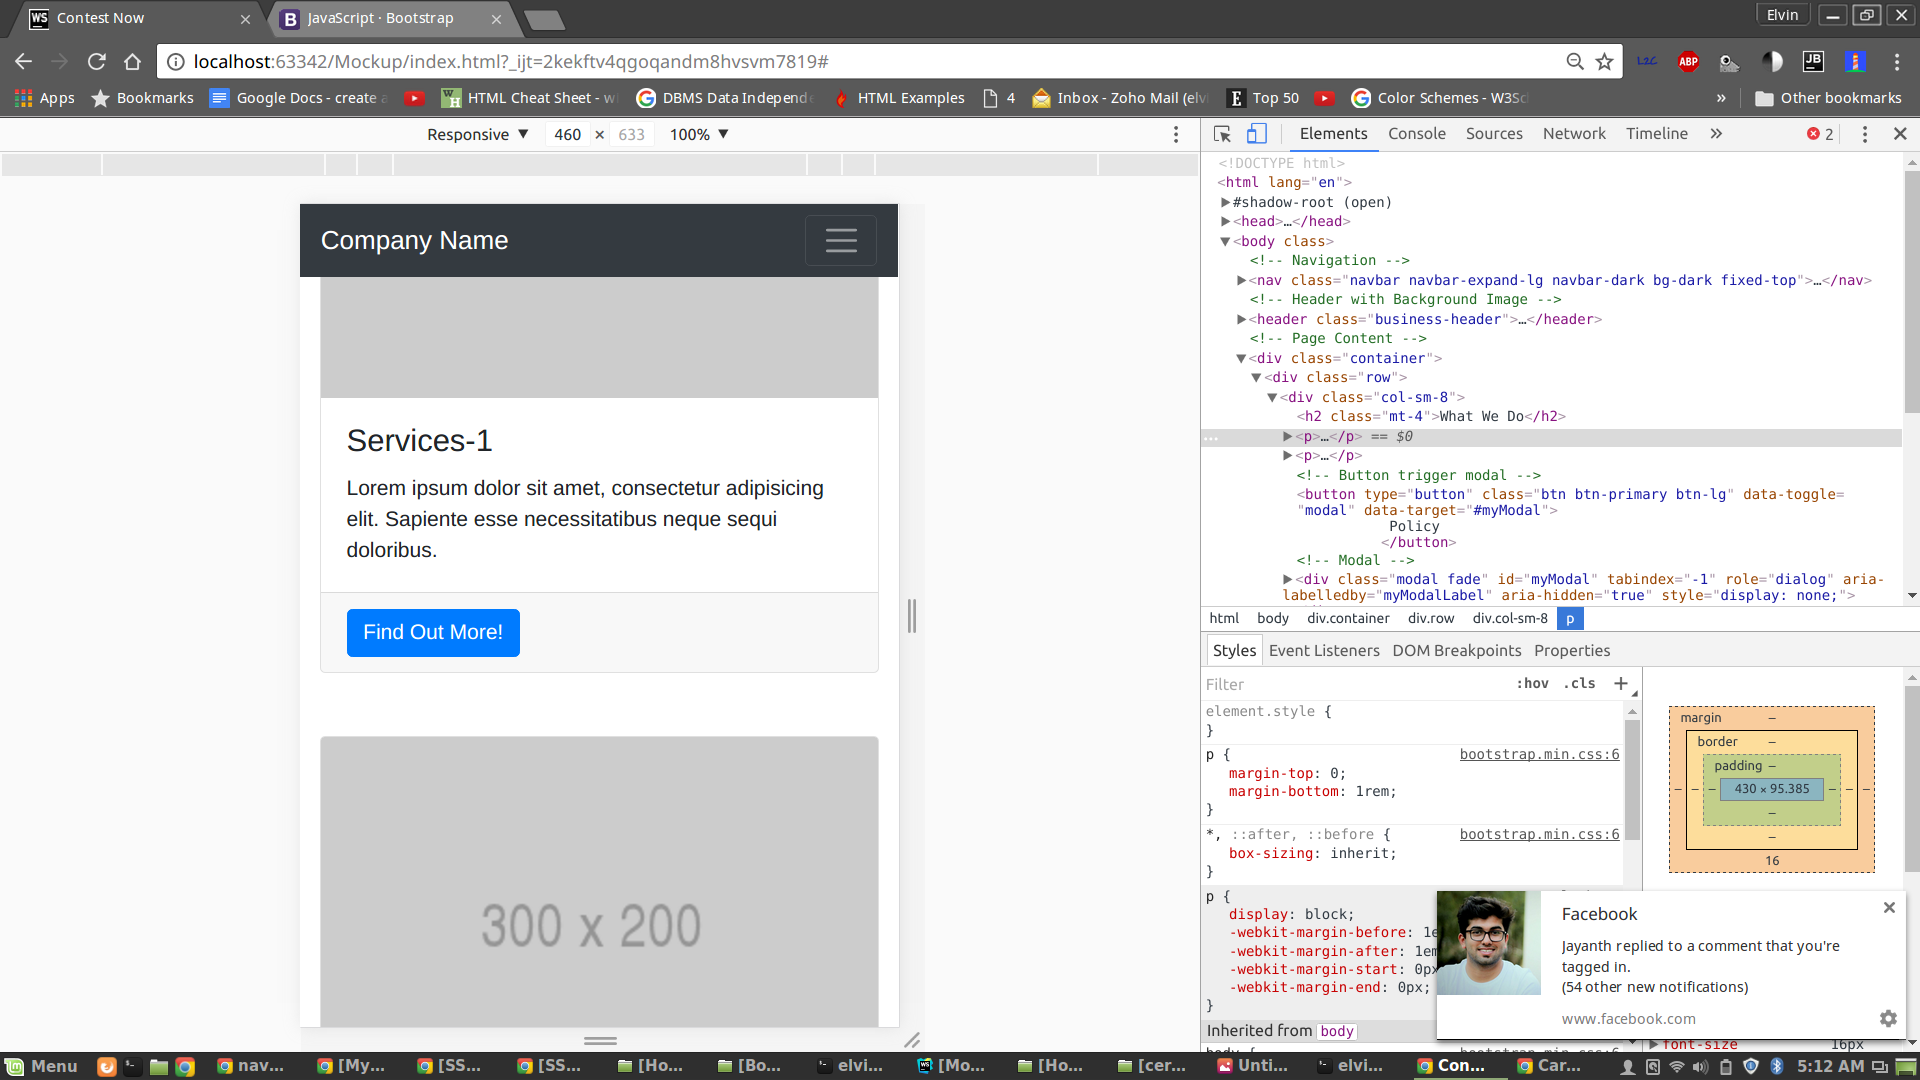 Contest Now
JavaScript · Bootstrap
Elvin
localhost:63342/Mockup/index.html?_ijt=2kekftv4qgoqandm8hvsvm7819#
Apps
Bookmarks
Google Docs - create a
HTML Cheat Sheet - w
DBMS Data Independ
HTML Examples
4
Inbox - Zoho Mail (elv
Top 50
Color Schemes - W3Sc
»
Other bookmarks
Responsive ▼ 460 × 633 100% ▼
Elements Console Sources Network Timeline » 2
<!DOCTYPE html>
<html lang="en">
▶#shadow-root (open)
▶<head>…</head>
▼<body class>
<!-- Navigation -->
▶<nav class="navbar navbar-expand-lg navbar-dark bg-dark fixed-top">…</nav>
<!-- Header with Background Image -->
▶<header class="business-header">…</header>
<!-- Page Content -->
▼<div class="container">
▼<div class="row">
▼<div class="col-sm-8">
<h2 class="mt-4">What We Do</h2>
… ▶<p>…</p> == $0
▶<p>…</p>
<!-- Button trigger modal -->
<button type="button" class="btn btn-primary btn-lg" data-toggle=
"modal" data-target="#myModal">
Policy
</button>
<!-- Modal -->
▶<div class="modal fade" id="myModal" tabindex="-1" role="dialog" aria-
labelledby="myModalLabel" aria-hidden="true" style="display: none;">
html body div.container div.row div.col-sm-8 p
Styles Event Listeners DOM Breakpoints Properties
Filter :hov .cls +
element.style {
}
p { bootstrap.min.css:6
margin-top: 0;
margin-bottom: 1rem;
}
*, ::after, ::before { bootstrap.min.css:6
box-sizing: inherit;
}
p {
display: block;
-webkit-margin-before: 1e
-webkit-margin-after: 1em
-webkit-margin-start: 0px
-webkit-margin-end: 0px;
}
Inherited from body
font-size 16px
margin –
border –
padding –
– – – 430 × 95.385 – – –
–
–
16
Company Name
Services-1
Lorem ipsum dolor sit amet, consectetur adipisicing
elit. Sapiente esse necessitatibus neque sequi
doloribus.
Find Out More!
300 x 200
Facebook
Jayanth replied to a comment that you're
tagged in.
(54 other new notifications)
www.facebook.com
Menu
nav...
[My...
[SS...
[SS...
[Ho...
[Bo...
elvi...
[Mo...
[Ho...
[cer...
Unti...
elvi...
Con...
Car...
5:12 AM